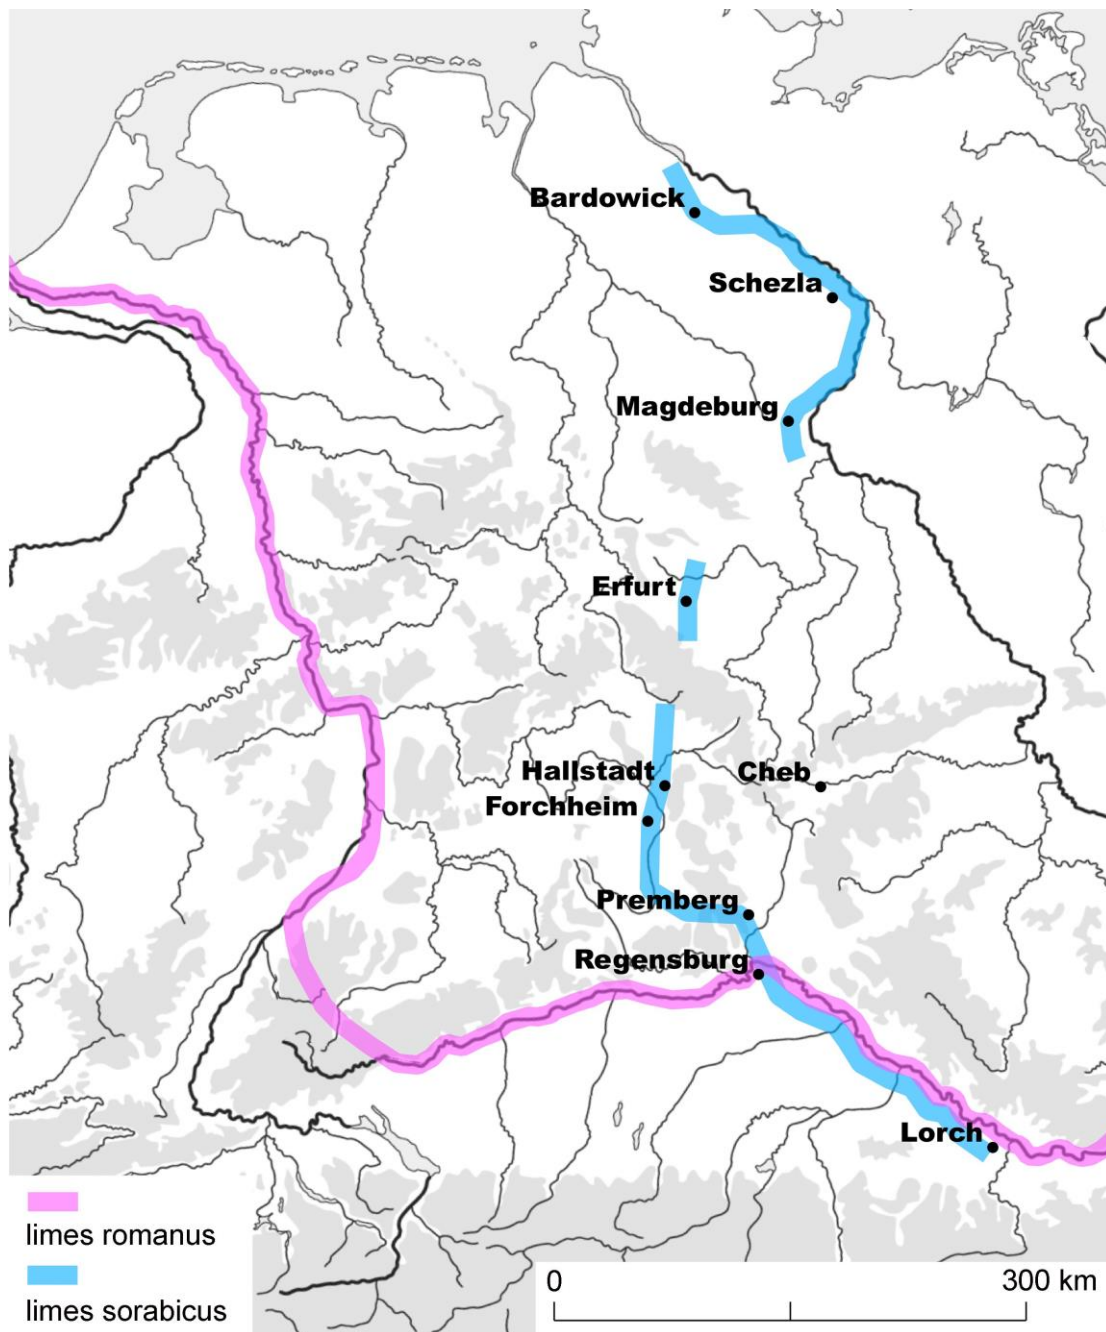 Bardowick
Schezla
Magdeburg
Erfurt
Hallstadt
Cheb
Forchheim
Premberg
Regensburg
Lorch
limes romanus
limes sorabicus
0 300 km